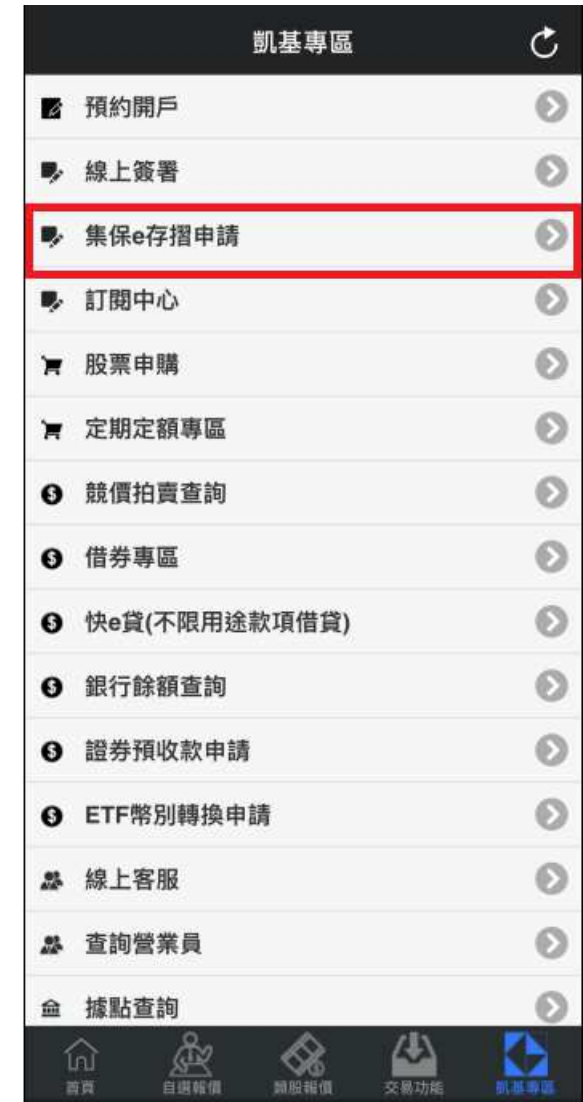 凱基專區
預約開戶
線上簽署
集保e存摺申請
訂閱中心
股票申購
定期定額專區
競價拍賣查詢
借券專區
快e貸(不限用途款項借貸)
銀行餘額查詢
證券預收款申請
ETF幣別轉換申請
線上客服
查詢營業員
據點查詢
首頁 自選報價 類股報價 交易功能 凱基專區